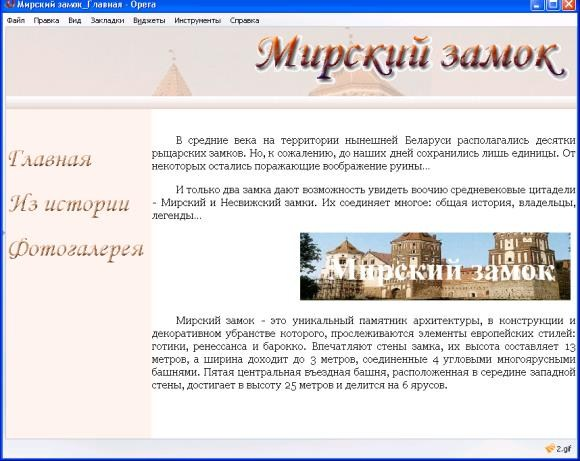 Мирский замок_Главная - Opera
Файл Правка Вид Закладки Виджеты Инструменты Справка
Мирский замок
Главная
Из истории
Фотогалерея
В средние века на территории нынешней Беларуси располагались десятки
рыцарских замков. Но, к сожалению, до наших дней сохранились лишь единицы. От
некоторых остались поражающие воображение руины...
И только два замка дают возможность увидеть воочию средневековые цитадели
- Мирский и Несвижский замки. Их соединяет многое: общая история, владельцы,
легенды...
Мирский замок
Мирский замок - это уникальный памятник архитектуры, в конструкции и
декоративном убранстве которого, прослеживаются элементы европейских стилей:
готики, ренессанса и барокко. Впечатляют стены замка, их высота составляет 13
метров, а ширина доходит до 3 метров, соединенные 4 угловыми многоярусными
башнями. Пятая центральная въездная башня, расположенная в середине западной
стены, достигает в высоту 25 метров и делится на 6 ярусов.
2.gif